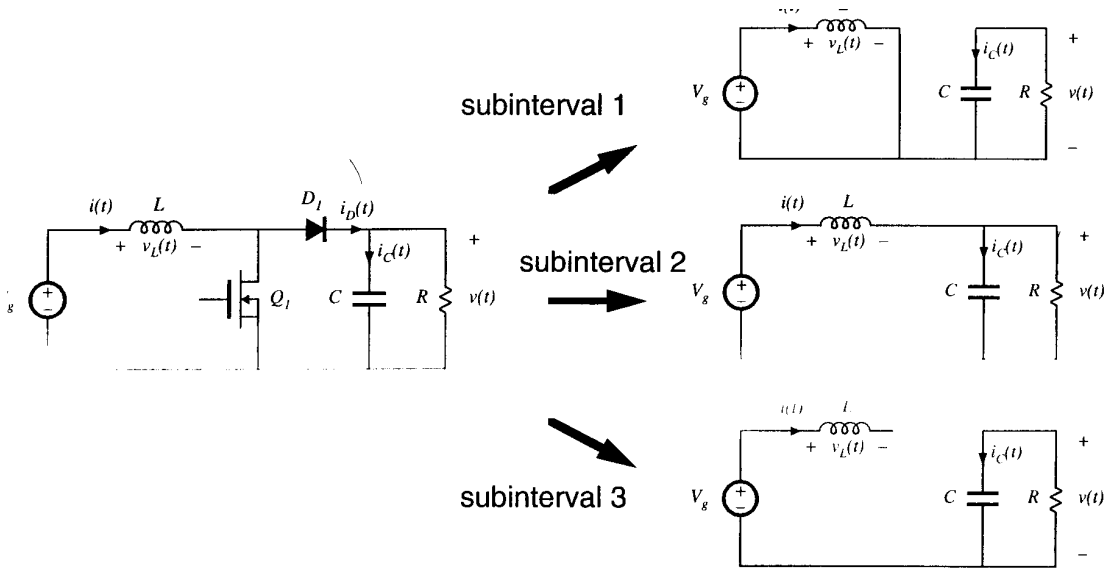 i(t)
L
+ v_L(t) −
D_1
i_D(t)
i_C(t)
g
+
−
Q_1
C
R
+
v(t)
subinterval 1
subinterval 2
subinterval 3
+ v_L(t) −
V_g
+
−
i_C(t)
C
R
+
v(t)
−
i(t)
L
+ v_L(t) −
V_g
+
−
i_C(t)
C
R
+
v(t)
i(t)
L
+ v_L(t) −
V_g
+
−
i_C(t)
C
R
+
v(t)
−